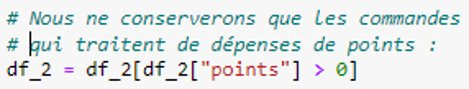 # Nous ne conserverons que les commandes
# qui traitent de dépenses de points :
df_2 = df_2[df_2["points"] > 0]